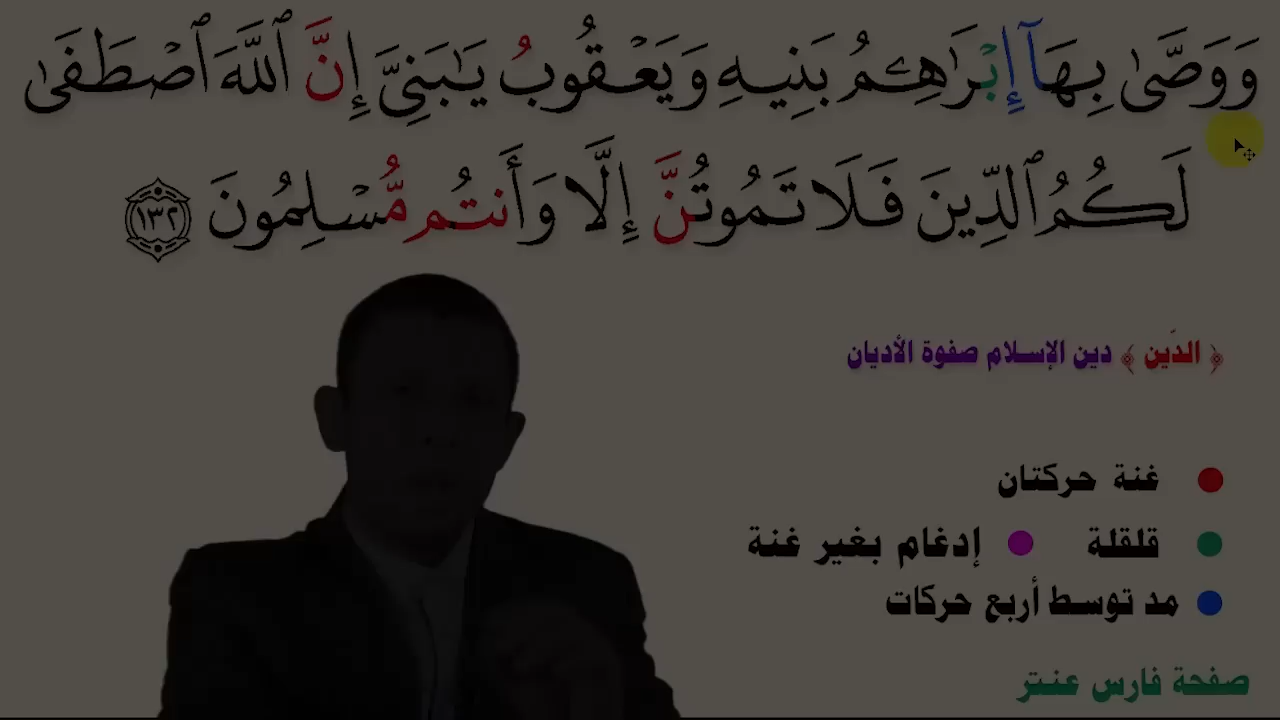 وَوَصَّىٰ بِهَآ إِبْرَٰهِـۧمُ بَنِيهِ وَيَعْقُوبُ يَـٰبَنِىَّ إِنَّ ٱللَّهَ ٱصْطَفَىٰ
لَكُمُ ٱلدِّينَ فَلَا تَمُوتُنَّ إِلَّا وَأَنتُم مُّسْلِمُونَ ١٣٢
﴿ الدَين ﴾ دين الإسلام صفوة الأديان
غنة حركتان
قلقلة إدغام بغير غنة
مد توسط أربع حركات
صفحة فارس عنتر